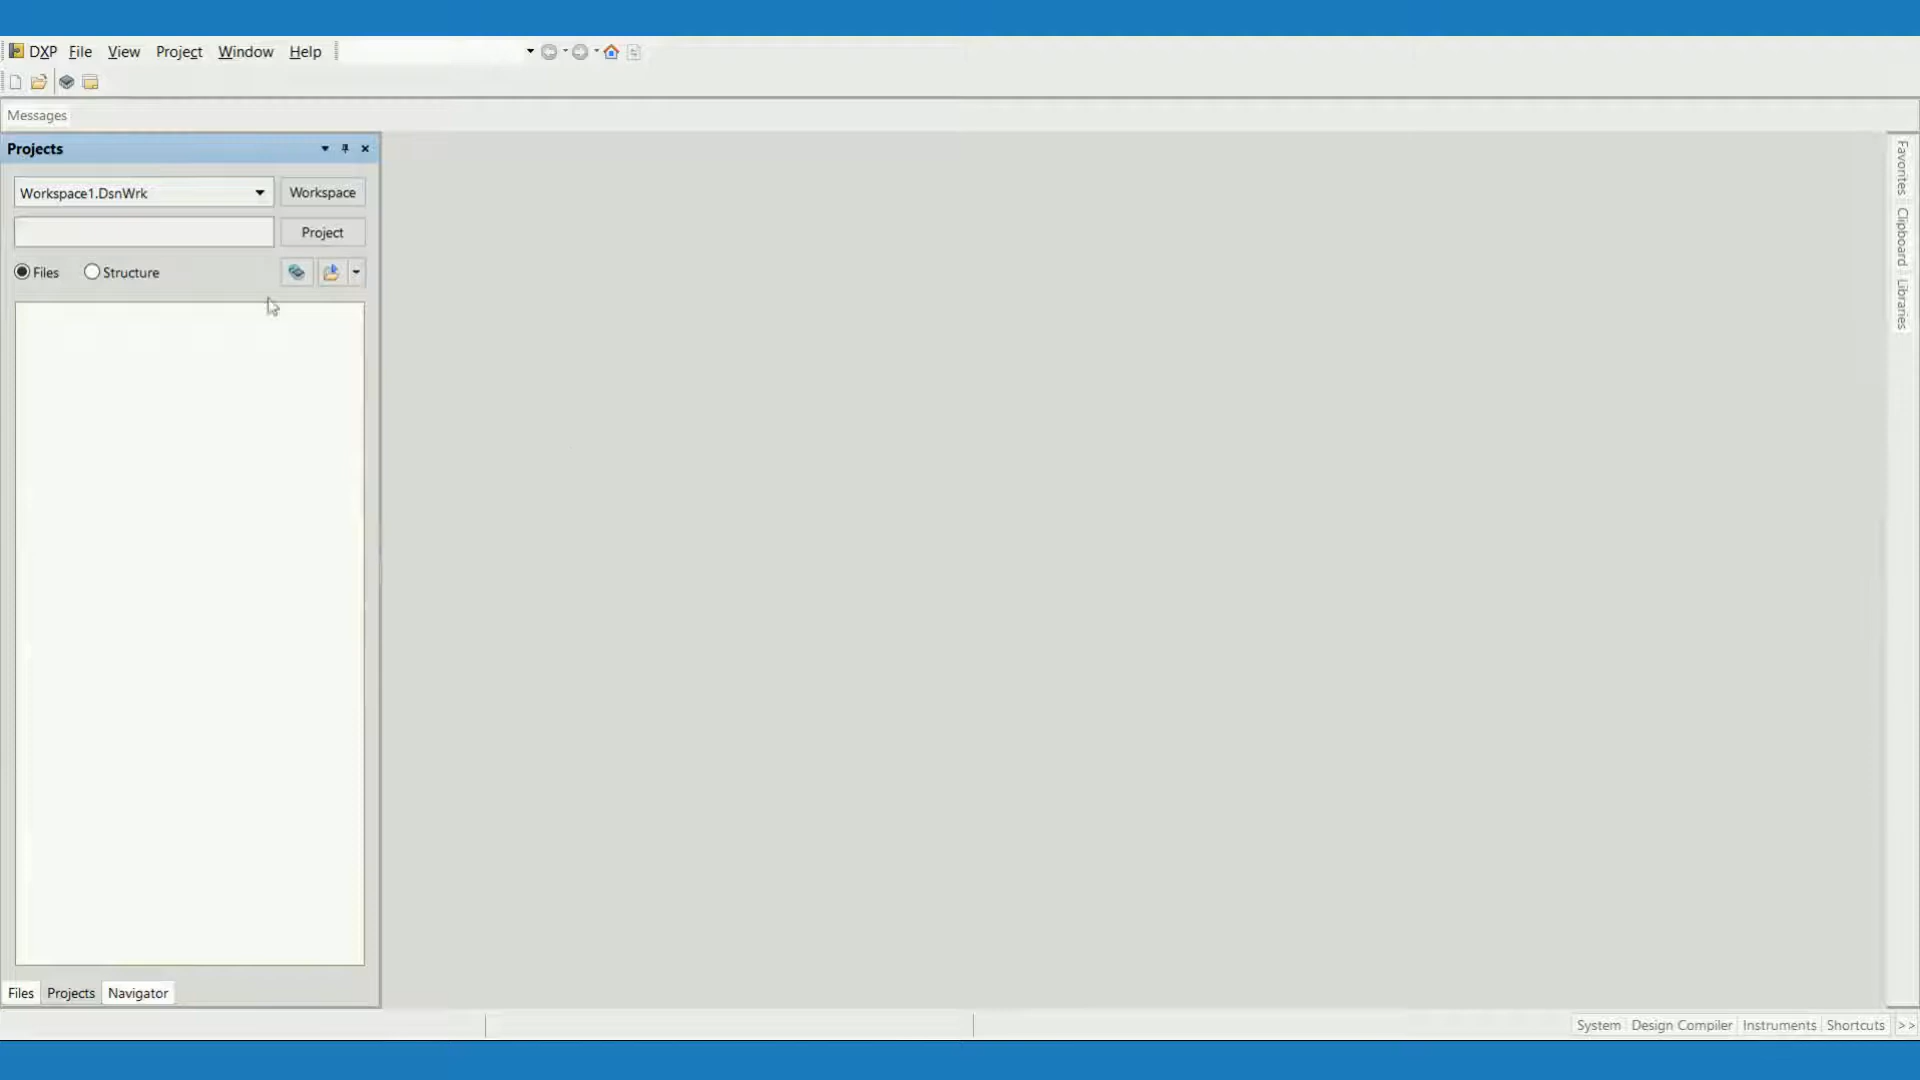 DXP File View Project Window Help
Messages
Projects
Workspace1.DsnWrk Workspace
Project
Files Structure
Favorites
Clipboard
Libraries
Files Projects Navigator
System Design Compiler Instruments Shortcuts >>